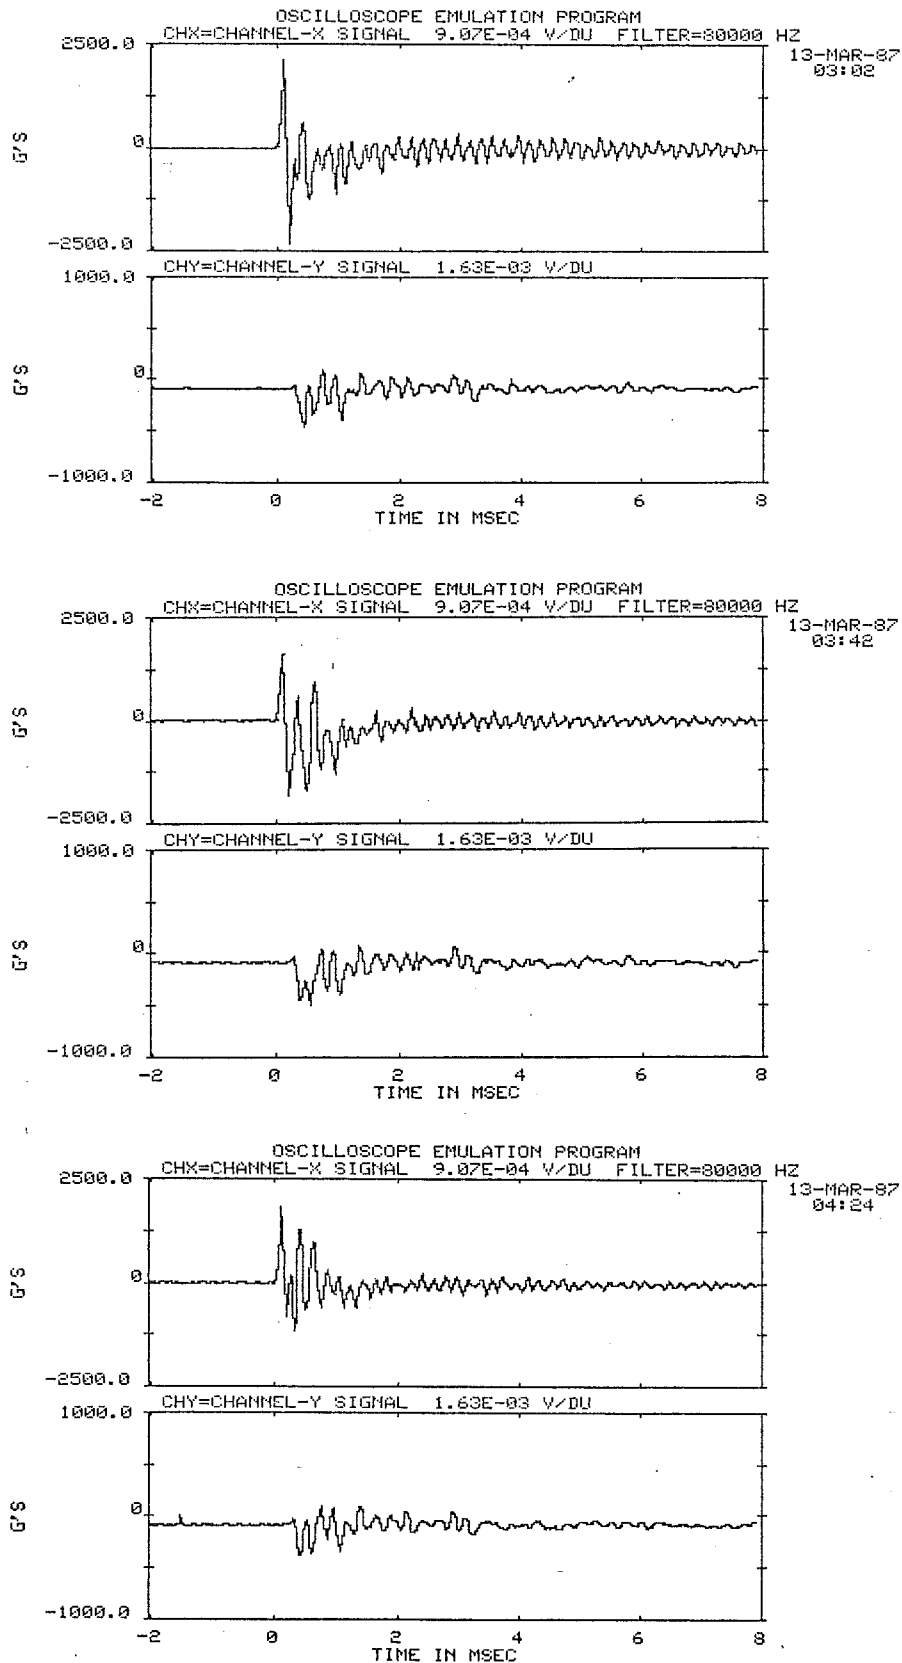 OSCILLOSCOPE EMULATION PROGRAM
CHX=CHANNEL-X SIGNAL 9.07E-04 V/DU FILTER=80000 HZ
13-MAR-87
03:02
2500.0
G'S
0
-2500.0
CHY=CHANNEL-Y SIGNAL 1.63E-03 V/DU
1000.0
G'S
0
-1000.0
-2 0 2 4 6 8
TIME IN MSEC
OSCILLOSCOPE EMULATION PROGRAM
CHX=CHANNEL-X SIGNAL 9.07E-04 V/DU FILTER=80000 HZ
13-MAR-87
03:42
2500.0
G'S
0
-2500.0
CHY=CHANNEL-Y SIGNAL 1.63E-03 V/DU
1000.0
G'S
0
-1000.0
-2 0 2 4 6 8
TIME IN MSEC
OSCILLOSCOPE EMULATION PROGRAM
CHX=CHANNEL-X SIGNAL 9.07E-04 V/DU FILTER=80000 HZ
13-MAR-87
04:24
2500.0
G'S
0
-2500.0
CHY=CHANNEL-Y SIGNAL 1.63E-03 V/DU
1000.0
G'S
0
-1000.0
-2 0 2 4 6 8
TIME IN MSEC